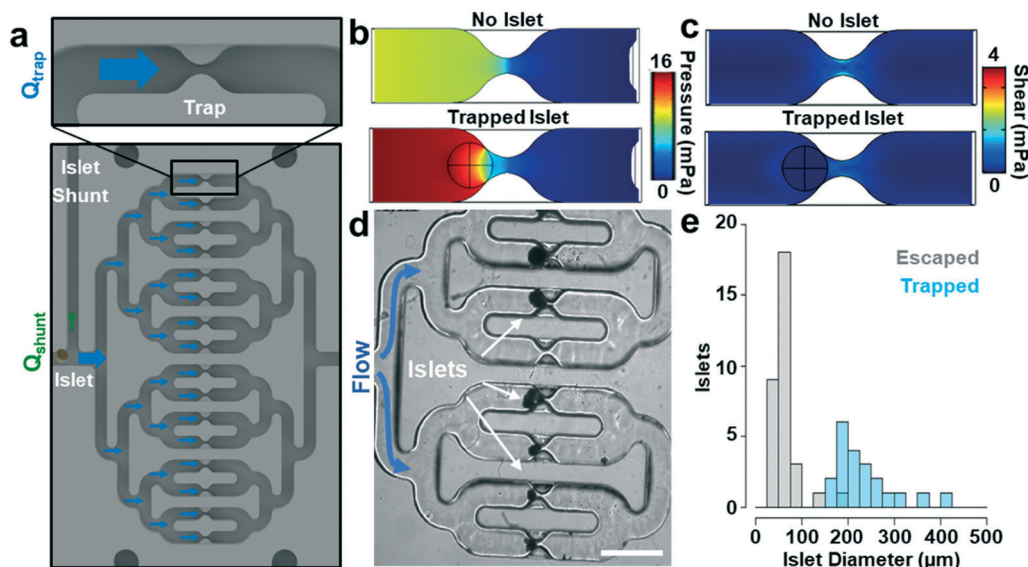 a
Q_trap
Trap
Islet
Shunt
Q_shunt
Islet
b
No Islet
Trapped Islet
16
Pressure (mPa)
0
c
No Islet
Trapped Islet
4
Shear (mPa)
0
d
Flow
Islets
e
20
15
10
5
0
Islets
Escaped
Trapped
0 100 200 300 400 500
Islet Diameter (μm)